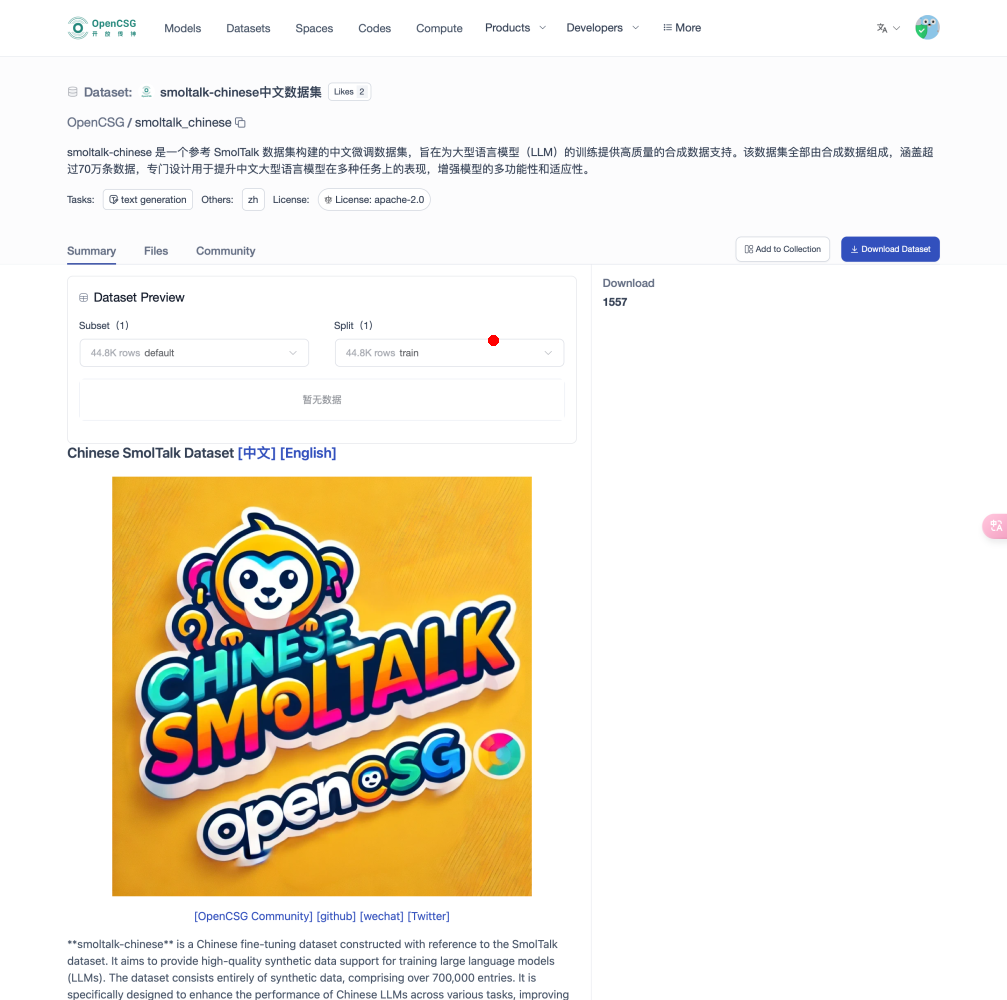 OpenCSG
开 放 传 神
Models
Datasets
Spaces
Codes
Compute
Products
Developers
More
Dataset:
smoltalk-chinese中文数据集
Likes 2
OpenCSG / smoltalk_chinese
smoltalk-chinese 是一个参考 SmolTalk 数据集构建的中文微调数据集，旨在为大型语言模型（LLM）的训练提供高质量的合成数据支持。该数据集全部由合成数据组成，涵盖超
过70万条数据，专门设计用于提升中文大型语言模型在多种任务上的表现，增强模型的多功能性和适应性。
Tasks: text generation Others: zh License: License: apache-2.0
Summary
Files
Community
Add to Collection
Download Dataset
Dataset Preview
Subset（1）
Split（1）
44.8K rows default
44.8K rows train
暂无数据
Download
1557
Chinese SmolTalk Dataset [中文] [English]
CHINESE
SMOLTALK
openCSG
[OpenCSG Community] [github] [wechat] [Twitter]
**smoltalk-chinese** is a Chinese fine-tuning dataset constructed with reference to the SmolTalk
dataset. It aims to provide high-quality synthetic data support for training large language models
(LLMs). The dataset consists entirely of synthetic data, comprising over 700,000 entries. It is
specifically designed to enhance the performance of Chinese LLMs across various tasks, improving